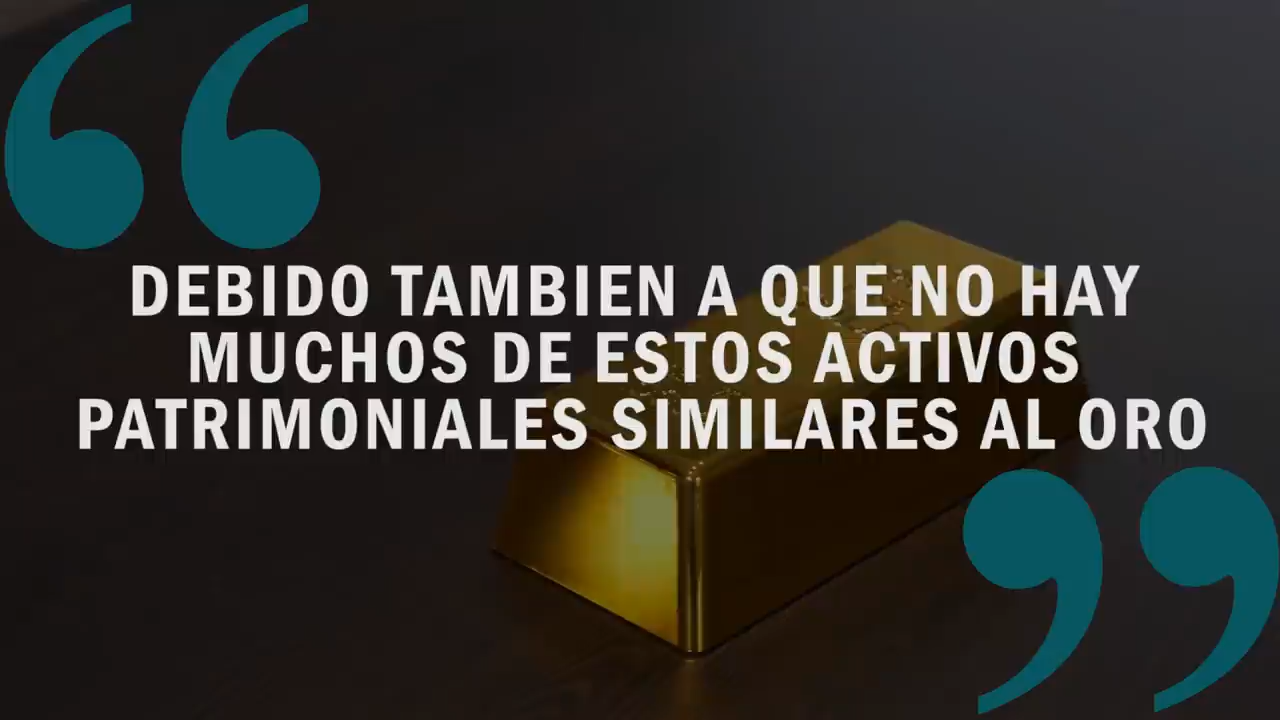 DEBIDO TAMBIEN A QUE NO HAY
MUCHOS DE ESTOS ACTIVOS
PATRIMONIALES SIMILARES AL ORO